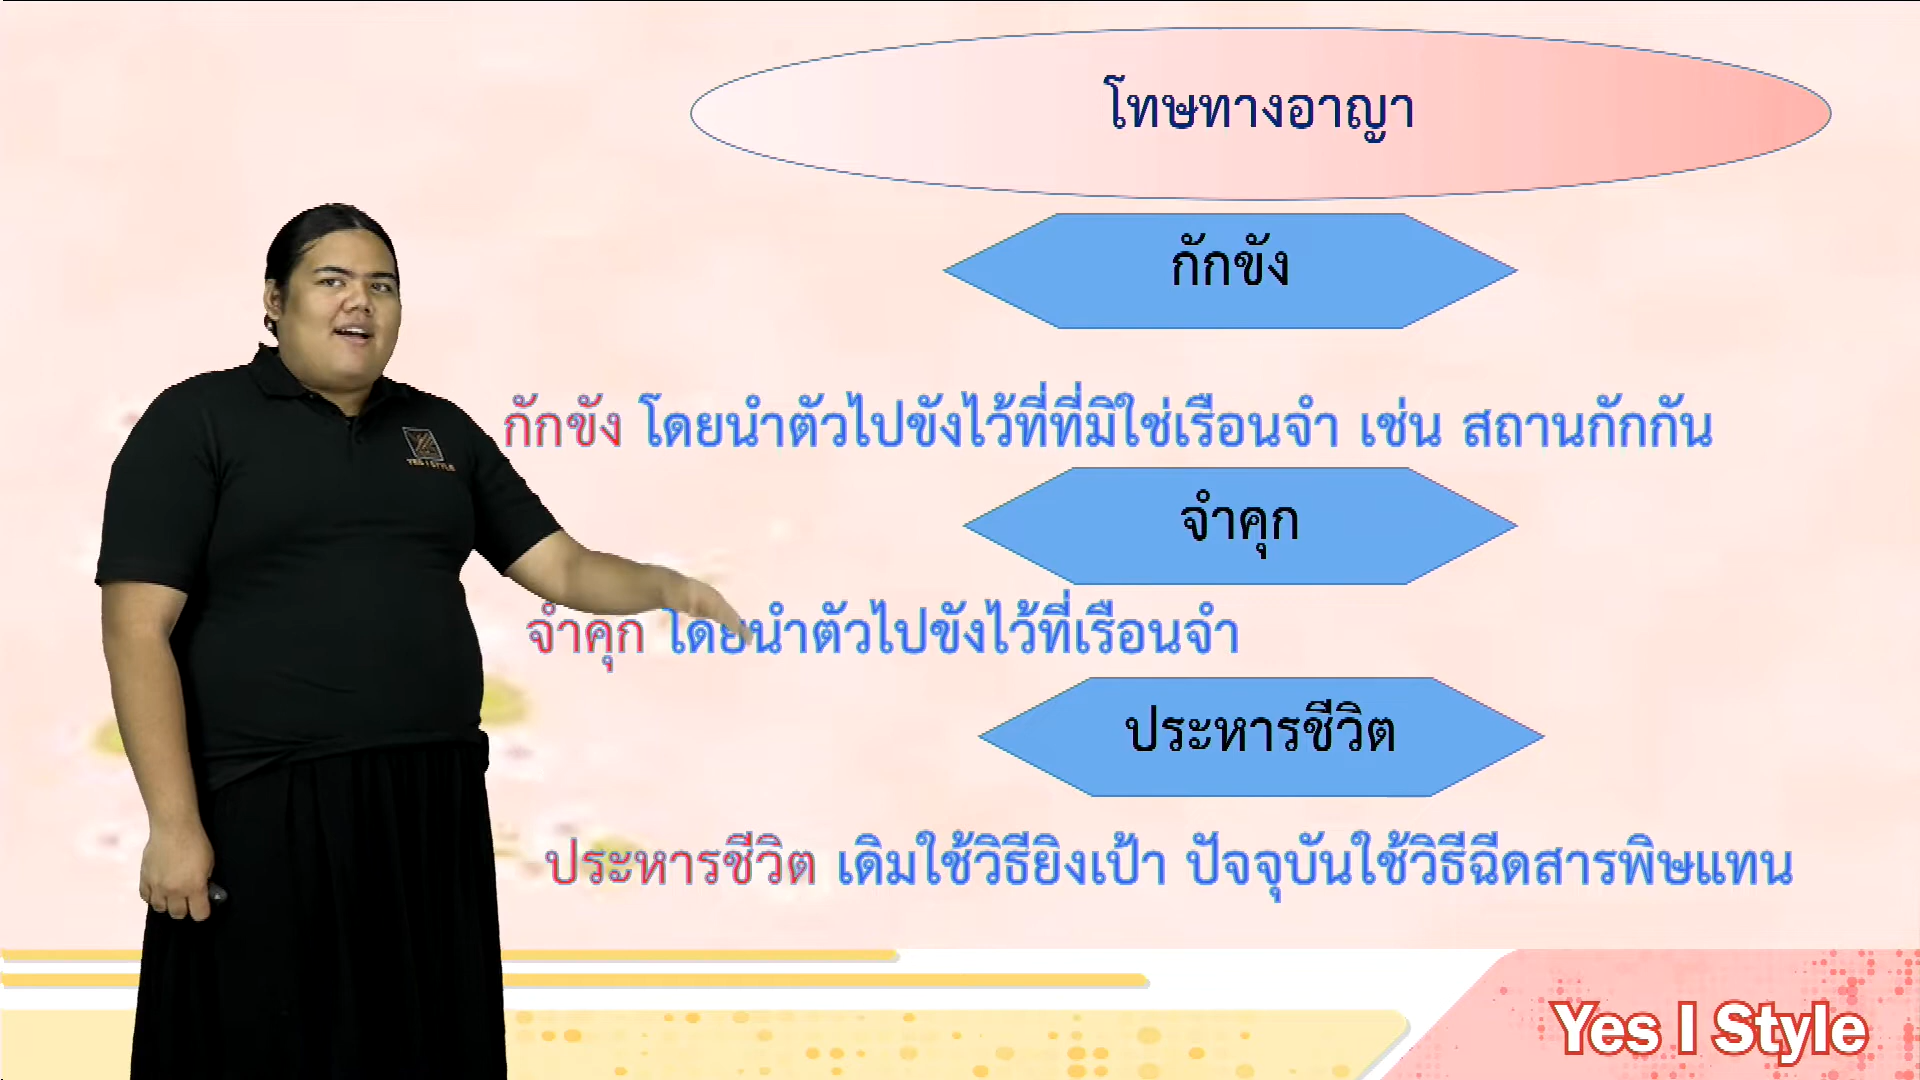 โทษทางอาญา
กักขัง
กักขัง โดยนำตัวไปขังไว้ที่ที่มิใช่เรือนจำ เช่น สถานกักกัน
จำคุก
จำคุก โดยนำตัวไปขังไว้ที่เรือนจำ
ประหารชีวิต
ประหารชีวิต เดิมใช้วิธียิงเป้า ปัจจุบันใช้วิธีฉีดสารพิษแทน
YES I STYLE
Yes I Style